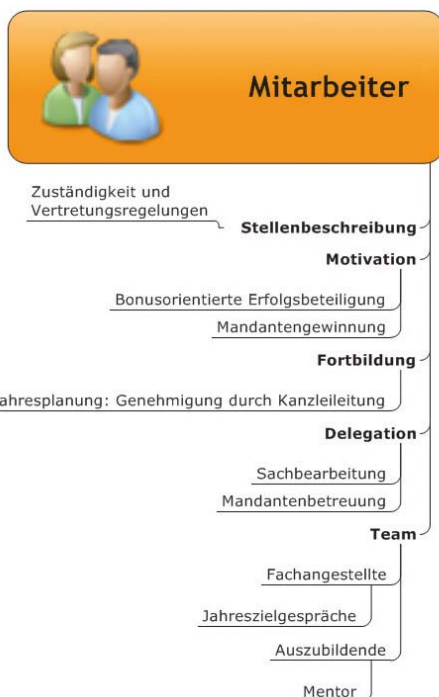 Mitarbeiter
Zuständigkeit und
Vertretungsregelungen
Stellenbeschreibung
Motivation
Bonusorientierte Erfolgsbeteiligung
Mandantengewinnung
Fortbildung
ahresplanung: Genehmigung durch Kanzleileitung
Delegation
Sachbearbeitung
Mandantenbetreuung
Team
Fachangestellte
Jahreszielgespräche
Auszubildende
Mentor